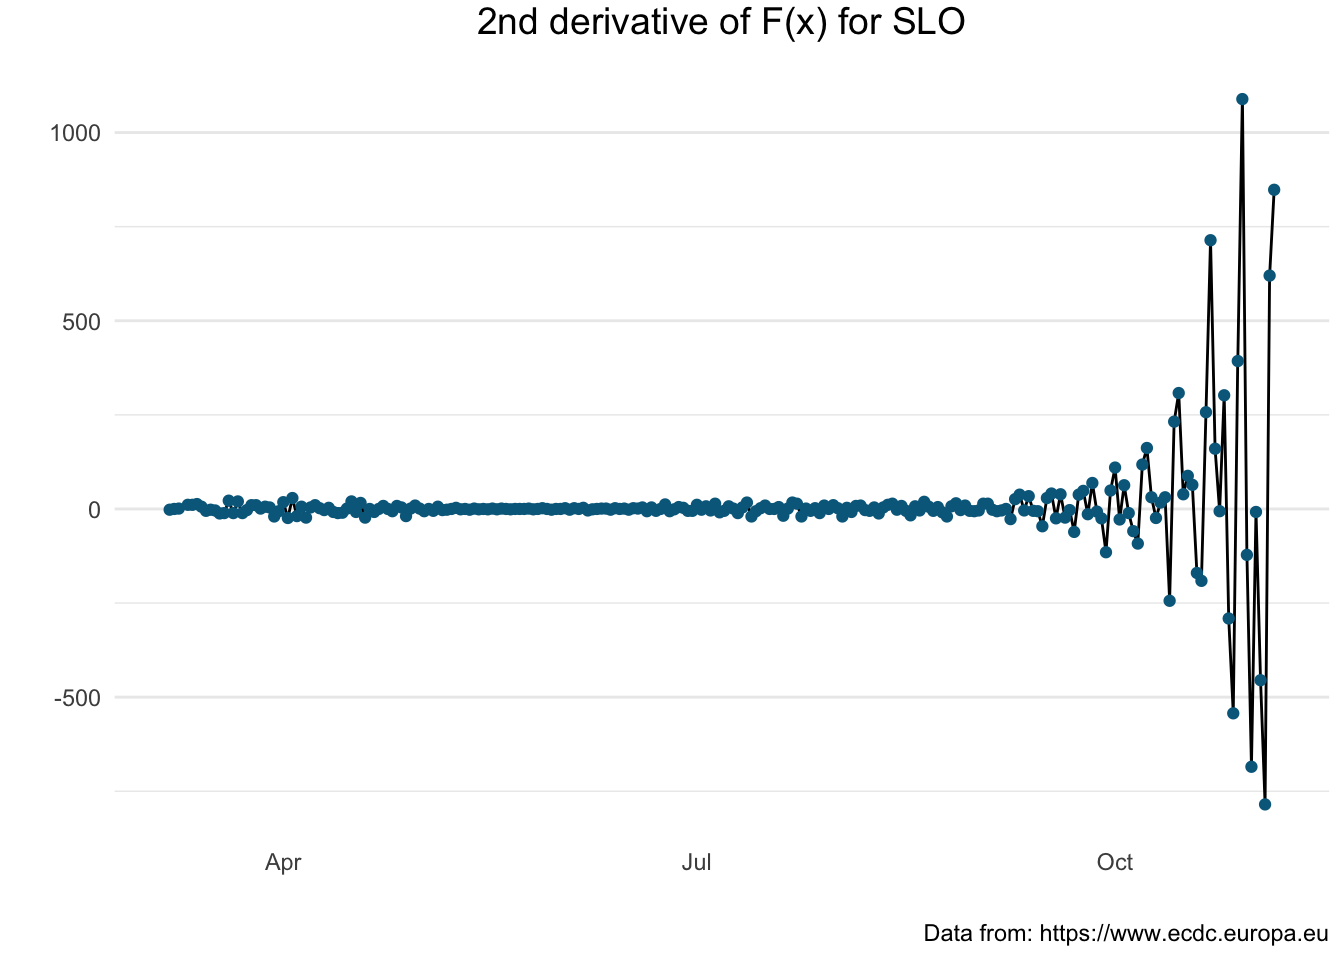 2nd derivative of F(x) for SLO
1000
500
0
-500
Apr Jul Oct
Data from: https://www.ecdc.europa.eu